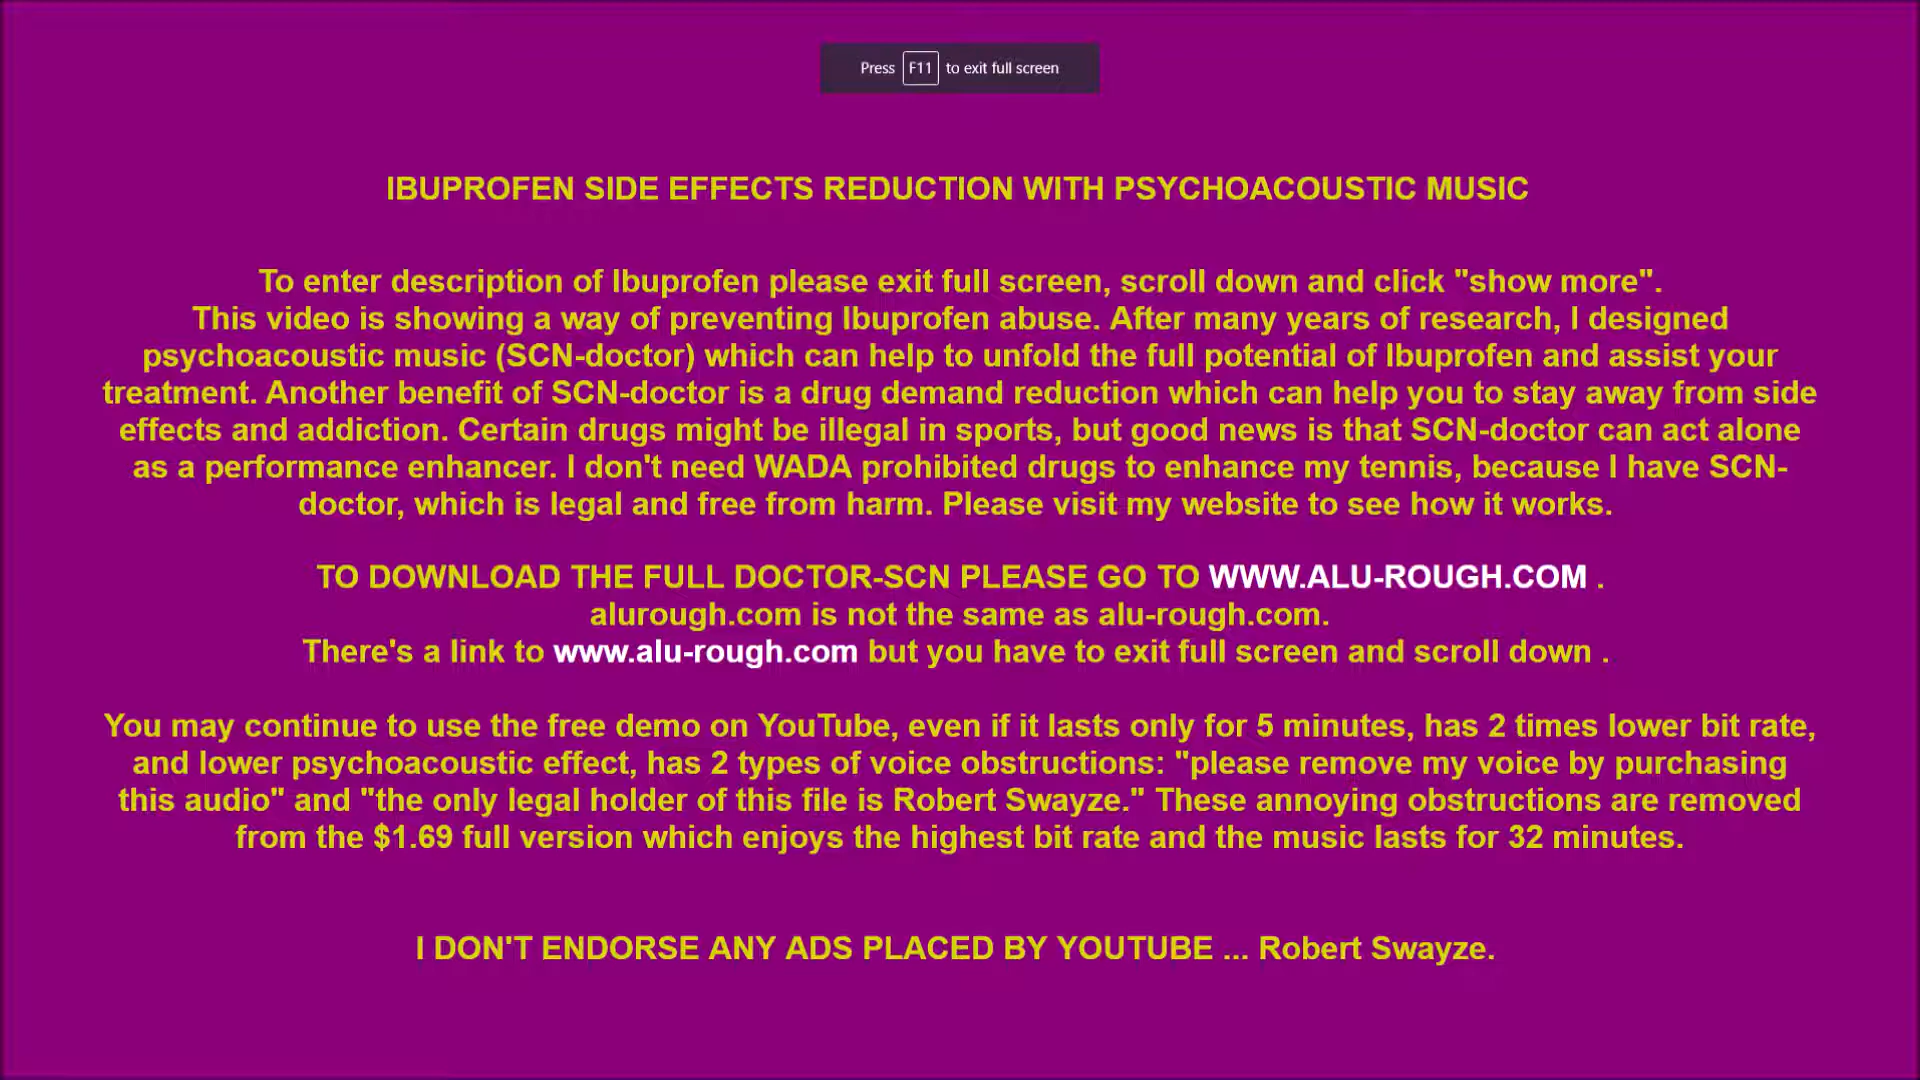 Press F11 to exit full screen
IBUPROFEN SIDE EFFECTS REDUCTION WITH PSYCHOACOUSTIC MUSIC
To enter description of Ibuprofen please exit full screen, scroll down and click "show more".
This video is showing a way of preventing Ibuprofen abuse. After many years of research, I designed
psychoacoustic music (SCN-doctor) which can help to unfold the full potential of Ibuprofen and assist your
treatment. Another benefit of SCN-doctor is a drug demand reduction which can help you to stay away from side
effects and addiction. Certain drugs might be illegal in sports, but good news is that SCN-doctor can act alone
as a performance enhancer. I don't need WADA prohibited drugs to enhance my tennis, because I have SCN-
doctor, which is legal and free from harm. Please visit my website to see how it works.
TO DOWNLOAD THE FULL DOCTOR-SCN PLEASE GO TO WWW.ALU-ROUGH.COM .
alurough.com is not the same as alu-rough.com.
There's a link to www.alu-rough.com but you have to exit full screen and scroll down .
You may continue to use the free demo on YouTube, even if it lasts only for 5 minutes, has 2 times lower bit rate,
and lower psychoacoustic effect, has 2 types of voice obstructions: "please remove my voice by purchasing
this audio" and "the only legal holder of this file is Robert Swayze." These annoying obstructions are removed
from the $1.69 full version which enjoys the highest bit rate and the music lasts for 32 minutes.
I DON'T ENDORSE ANY ADS PLACED BY YOUTUBE ... Robert Swayze.